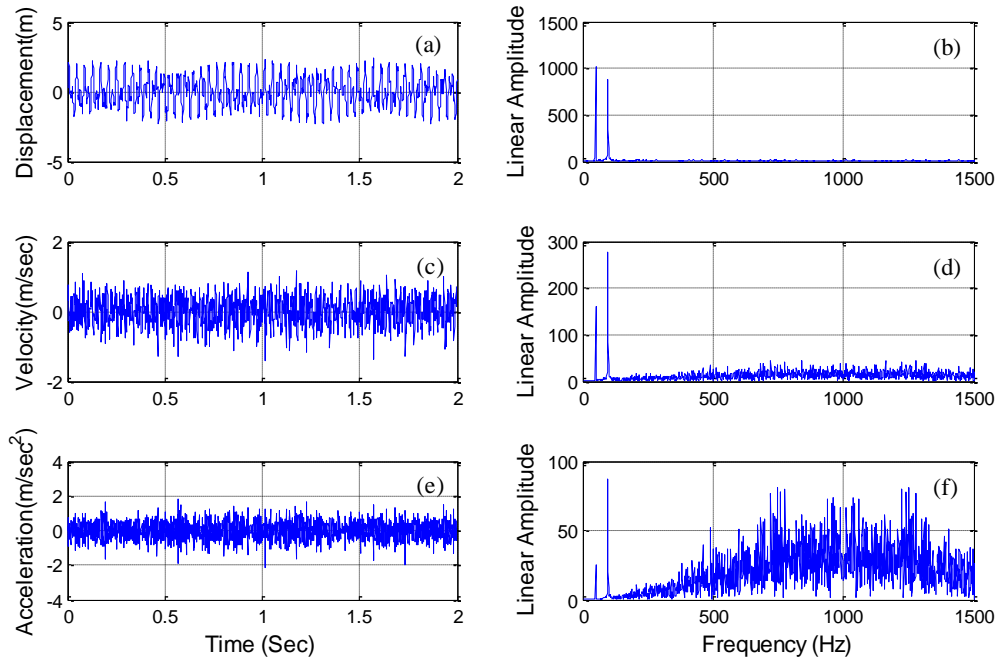 Displacement(m)
5
0
-5
(a)
0 0.5 1 1.5 2
Linear Amplitude
1500
1000
500
0
(b)
0 500 1000 1500
Velocity(m/sec)
2
0
-2
(c)
0 0.5 1 1.5 2
Linear Amplitude
300
200
100
0
(d)
0 500 1000 1500
Acceleration(m/sec²)
4
2
0
-2
-4
(e)
0 0.5 1 1.5 2
Time (Sec)
Linear Amplitude
100
50
0
(f)
0 500 1000 1500
Frequency (Hz)